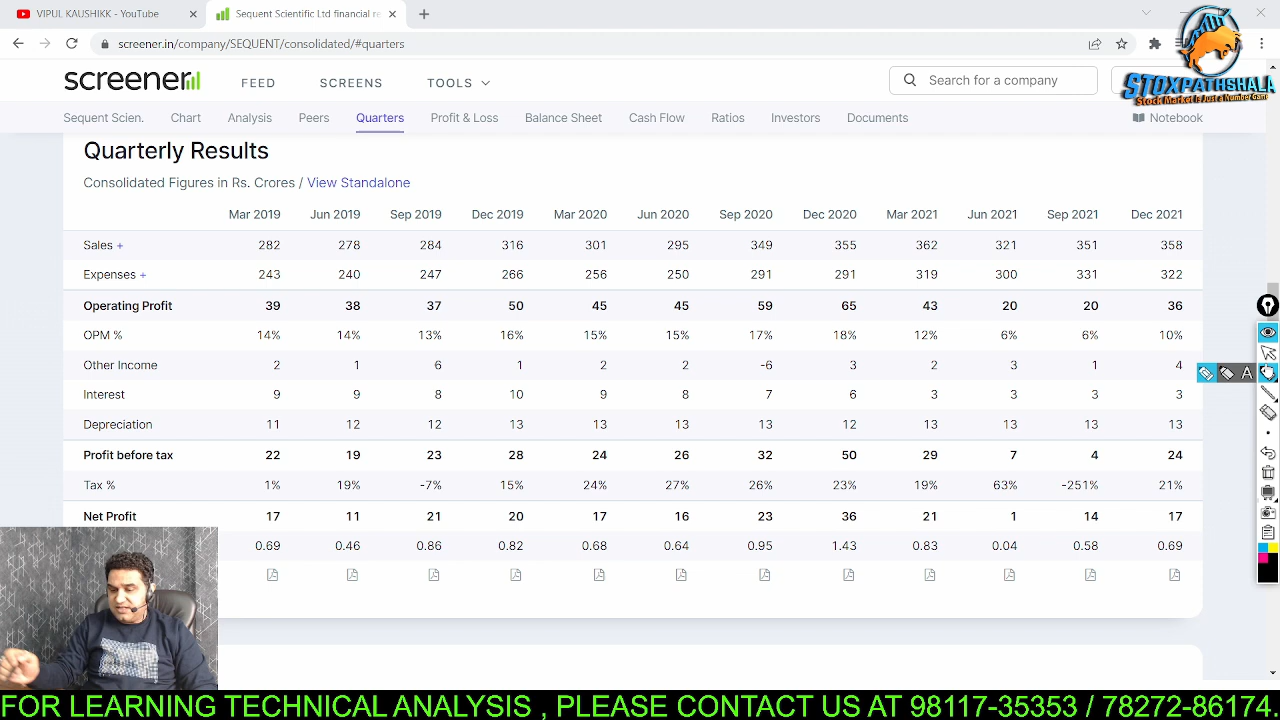 VIPUL KAUSHIKK - YouTube
Sequent Scientific Ltd financial re
screener.in/company/SEQUENT/consolidated/#quarters
STOXPATHSHALA
Stock Market is Just a Number Game
screener
FEED SCREENS TOOLS
Search for a company
Sequent Scien. Chart Analysis Peers Quarters Profit & Loss Balance Sheet Cash Flow Ratios Investors Documents Notebook
Quarterly Results
Consolidated Figures in Rs. Crores / View Standalone
Mar 2019 Jun 2019 Sep 2019 Dec 2019 Mar 2020 Jun 2020 Sep 2020 Dec 2020 Mar 2021 Jun 2021 Sep 2021 Dec 2021
Sales + 282 278 284 316 301 295 349 355 362 321 351 358
Expenses + 243 240 247 266 256 250 291 291 319 300 331 322
Operating Profit 39 38 37 50 45 45 59 65 43 20 20 36
OPM % 14% 14% 13% 16% 15% 15% 17% 18% 12% 6% 6% 10%
Other Income 2 1 6 1 2 2 -6 3 2 3 1 4
Interest 9 9 8 10 9 8 7 6 3 3 3 3
Depreciation 11 12 12 13 13 13 13 12 13 13 13 13
Profit before tax 22 19 23 28 24 26 32 50 29 7 4 24
Tax % 1% 19% -7% 15% 24% 27% 26% 23% 19% 63% -251% 21%
Net Profit 17 11 21 20 17 16 23 36 21 1 14 17
0.69 0.46 0.86 0.82 0.68 0.64 0.95 1.43 0.83 0.04 0.58 0.69
A
FOR LEARNING TECHNICAL ANALYSIS , PLEASE CONTACT US AT 98117-35353 / 78272-86174.